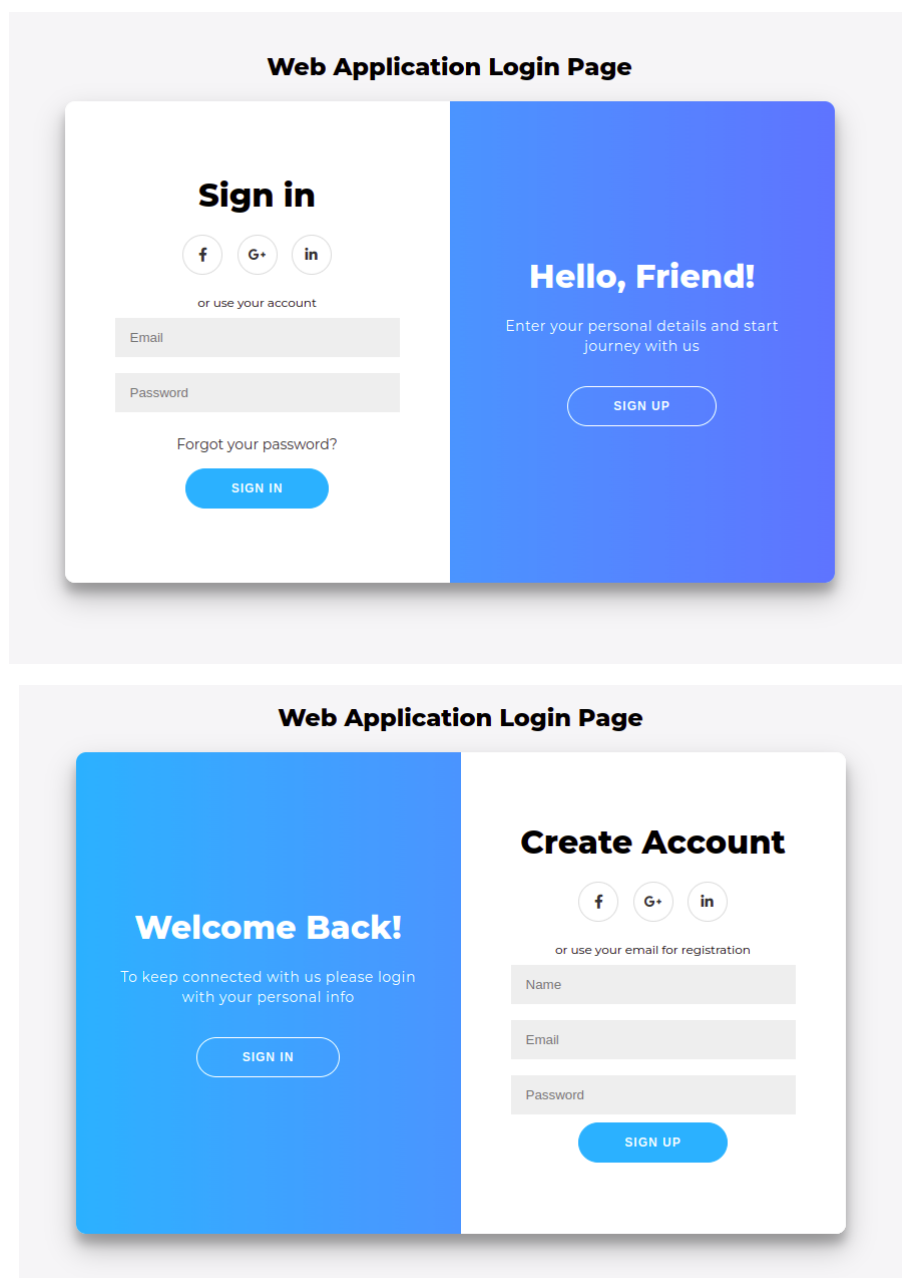 Web Application Login Page
Sign in
f G+ in
or use your account
Email
Password
Forgot your password?
SIGN IN
Hello, Friend!
Enter your personal details and start
journey with us
SIGN UP
Web Application Login Page
Welcome Back!
To keep connected with us please login
with your personal info
SIGN IN
Create Account
f G+ in
or use your email for registration
Name
Email
Password
SIGN UP